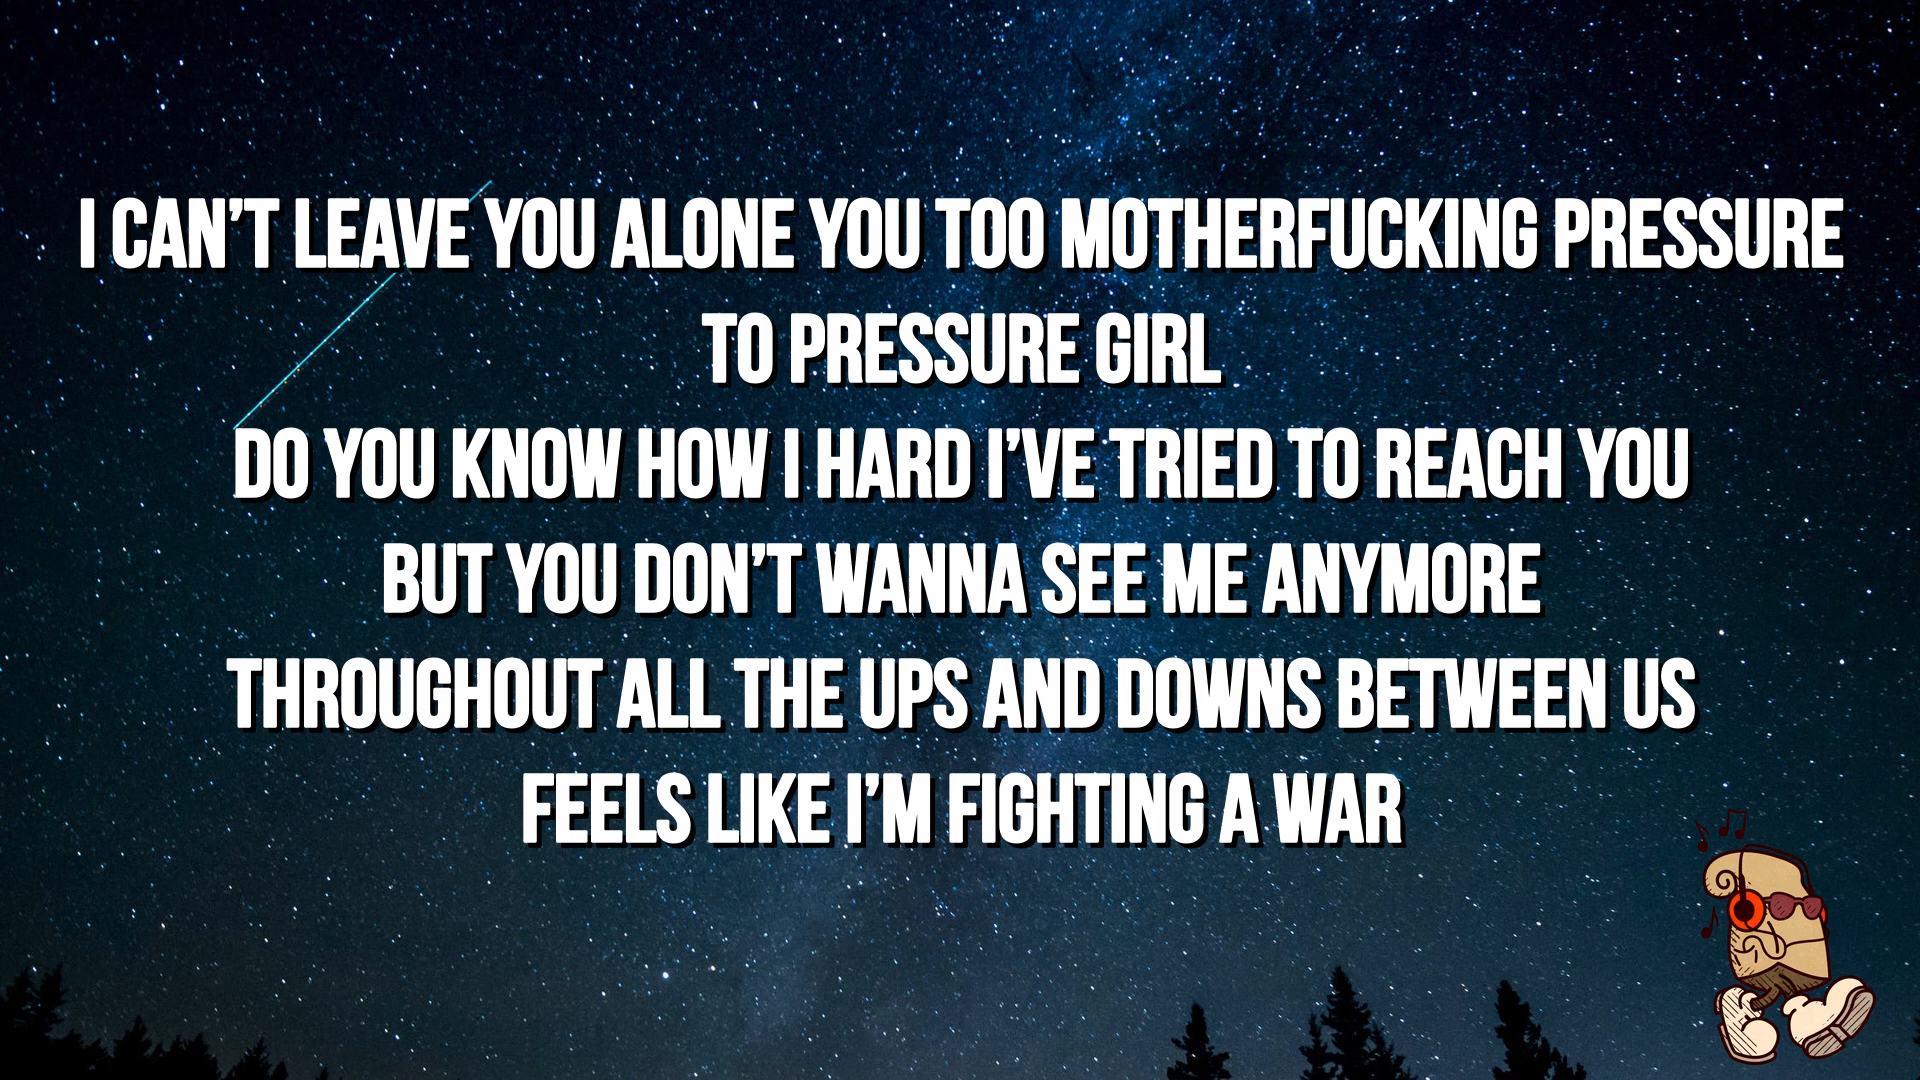 I CAN'T LEAVE YOU ALONE YOU TOO MOTHERFUCKING PRESSURE
TO PRESSURE GIRL
DO YOU KNOW HOW I HARD I'VE TRIED TO REACH YOU
BUT YOU DON'T WANNA SEE ME ANYMORE
THROUGHOUT ALL THE UPS AND DOWNS BETWEEN US
FEELS LIKE I'M FIGHTING A WAR